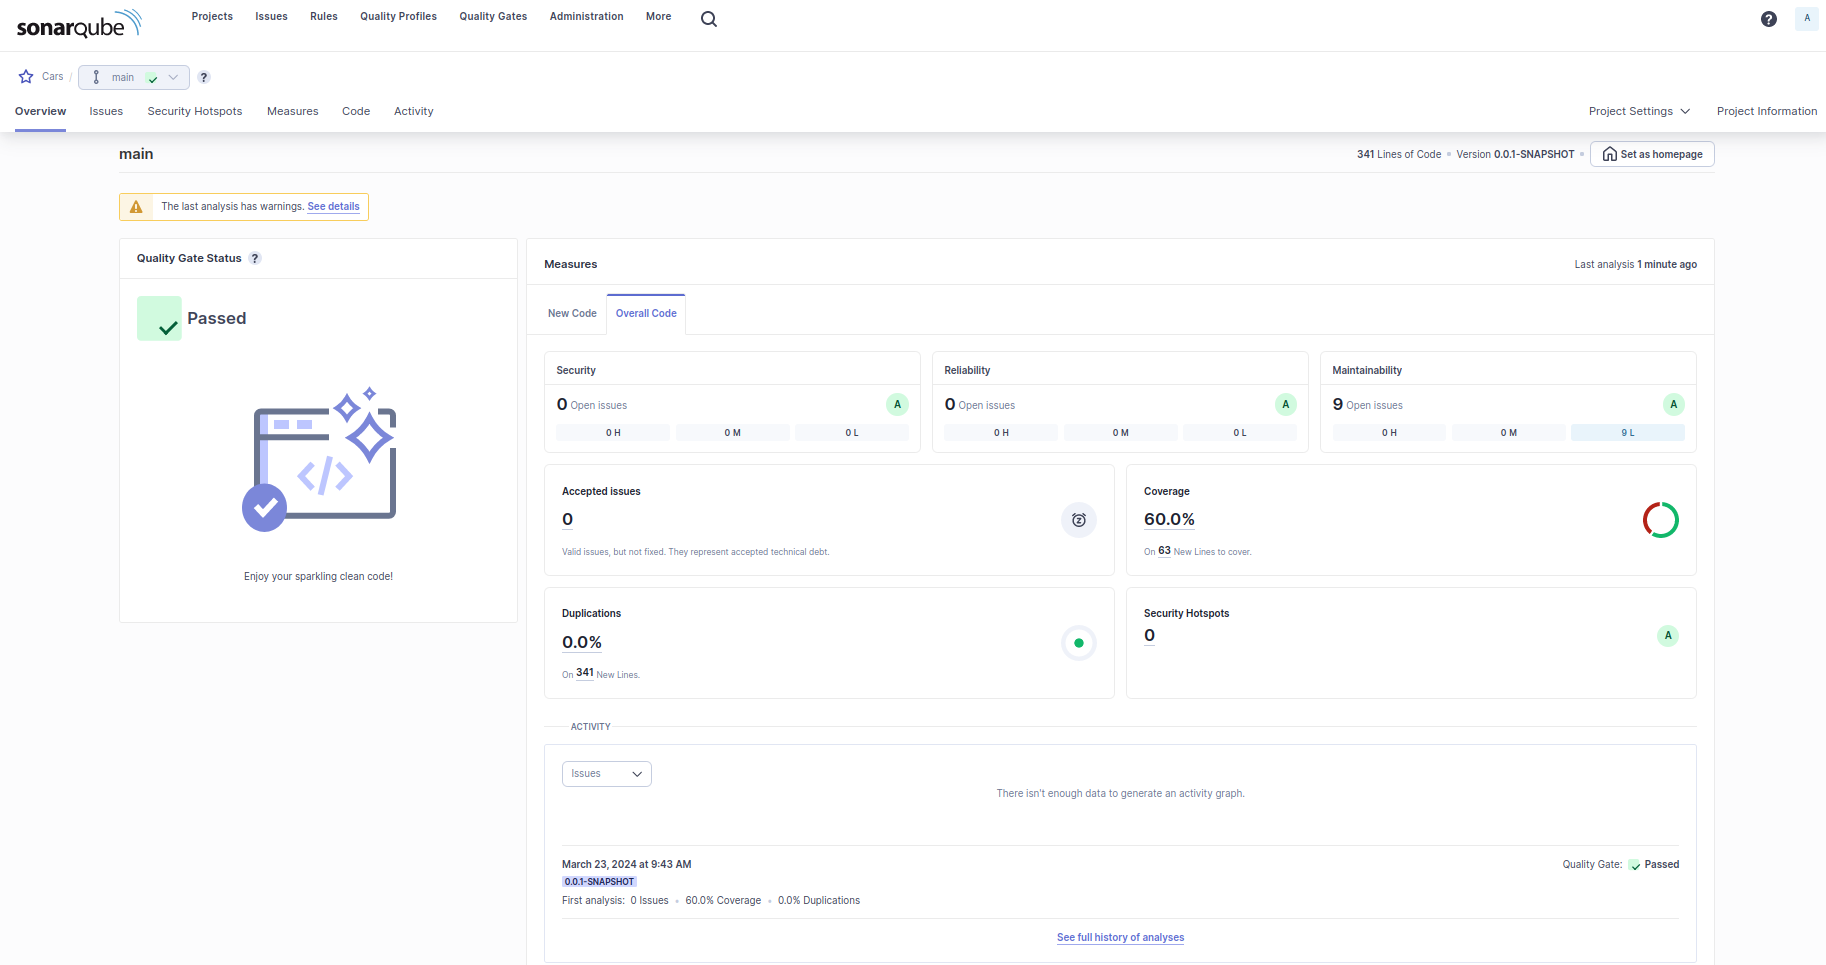 sonarqube Projects Issues Rules Quality Profiles Quality Gates Administration More ? A
Cars / main ?
Overview Issues Security Hotspots Measures Code Activity Project Settings Project Information
main 341 Lines of Code Version 0.0.1-SNAPSHOT Set as homepage
The last analysis has warnings. See details
Quality Gate Status ?
Passed
</>
Enjoy your sparkling clean code!
Measures Last analysis 1 minute ago
New Code Overall Code
Security
0 Open issues A
0 H 0 M 0 L
Reliability
0 Open issues A
0 H 0 M 0 L
Maintainability
9 Open issues A
0 H 0 M 9 L
Accepted issues
0
Valid issues, but not fixed. They represent accepted technical debt.
Coverage
60.0%
On 63 New Lines to cover.
Duplications
0.0%
On 341 New Lines.
Security Hotspots
0 A
ACTIVITY
Issues
There isn't enough data to generate an activity graph.
March 23, 2024 at 9:43 AM Quality Gate: Passed
0.0.1-SNAPSHOT
First analysis: 0 Issues • 60.0% Coverage • 0.0% Duplications
See full history of analyses